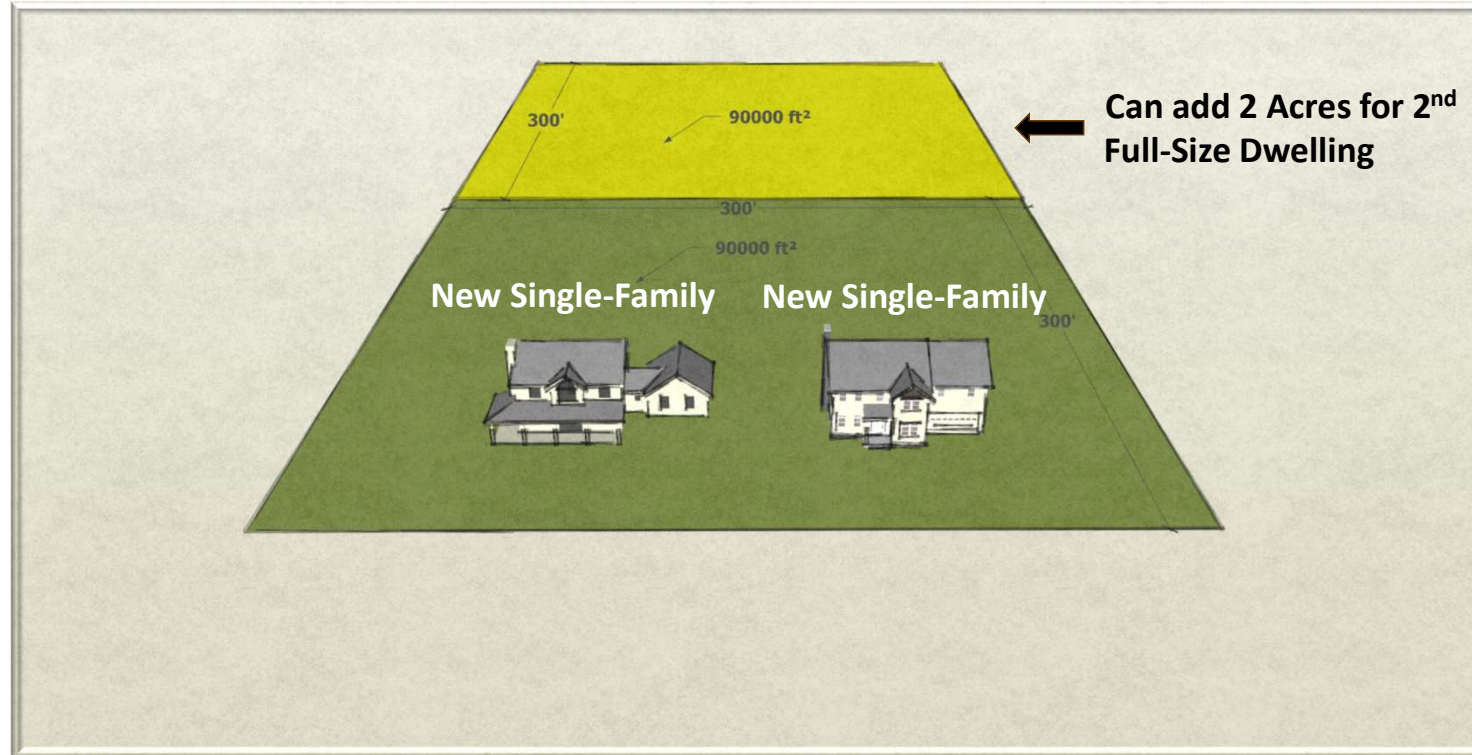 300'
90000 ft²
Can add 2 Acres for 2nd
Full-Size Dwelling
300'
90000 ft²
New Single-Family
New Single-Family
300'